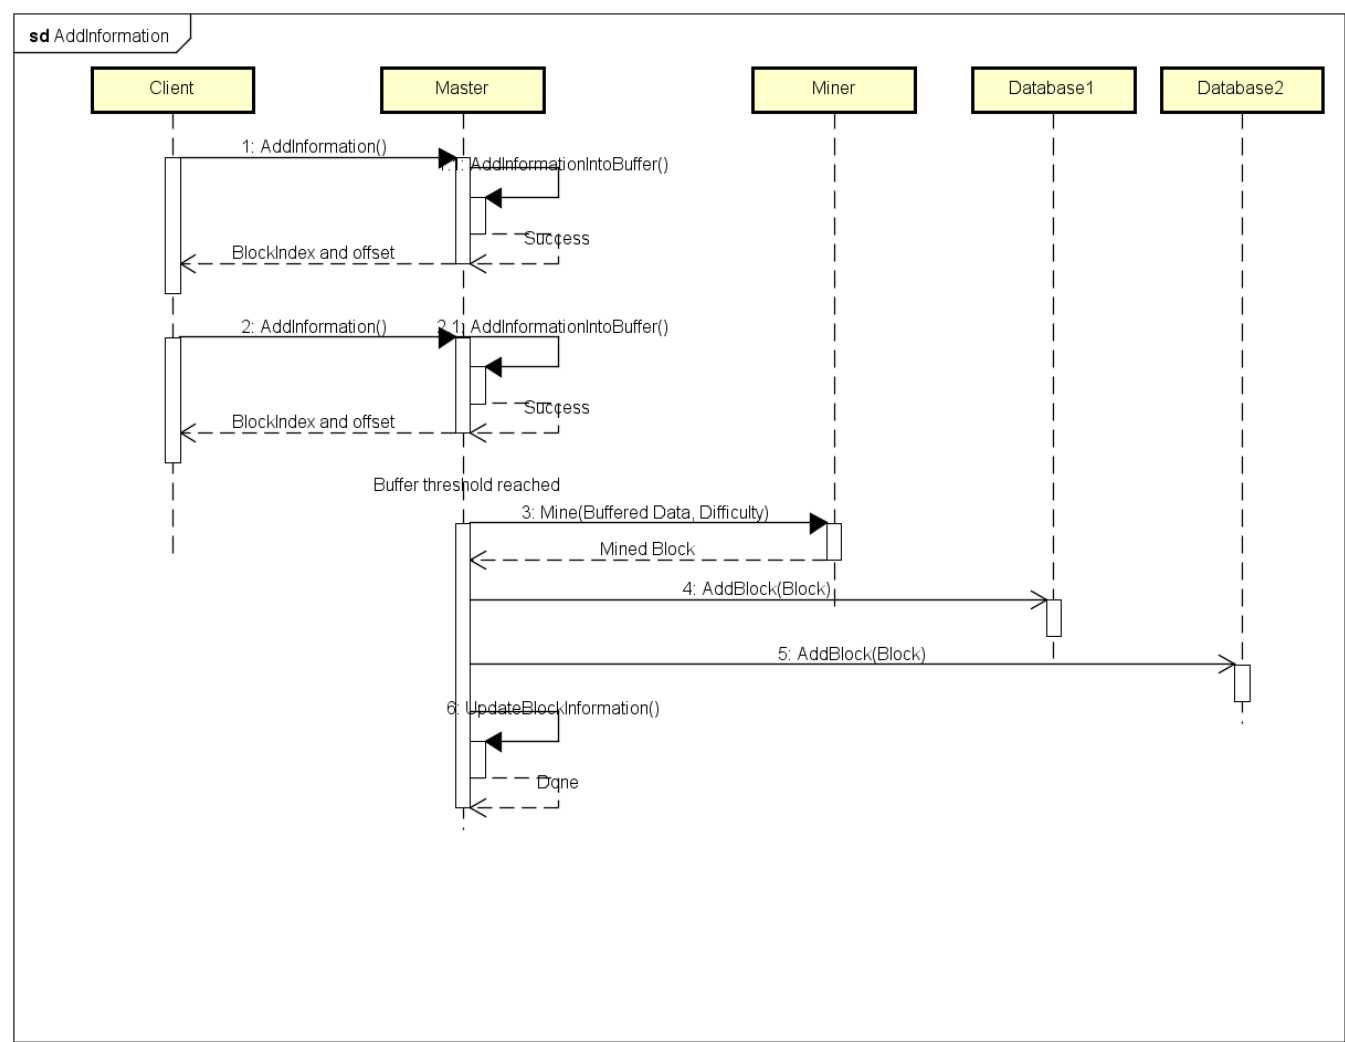 sd AddInformation
Client
Master
Miner
Database1
Database2
1: AddInformation()
1.1: AddInformationIntoBuffer()
Success
BlockIndex and offset
2: AddInformation()
2.1: AddInformationIntoBuffer()
Success
BlockIndex and offset
Buffer threshold reached
3: Mine(Buffered Data, Difficulty)
Mined Block
4: AddBlock(Block)
5: AddBlock(Block)
6: UpdateBlockInformation()
Done